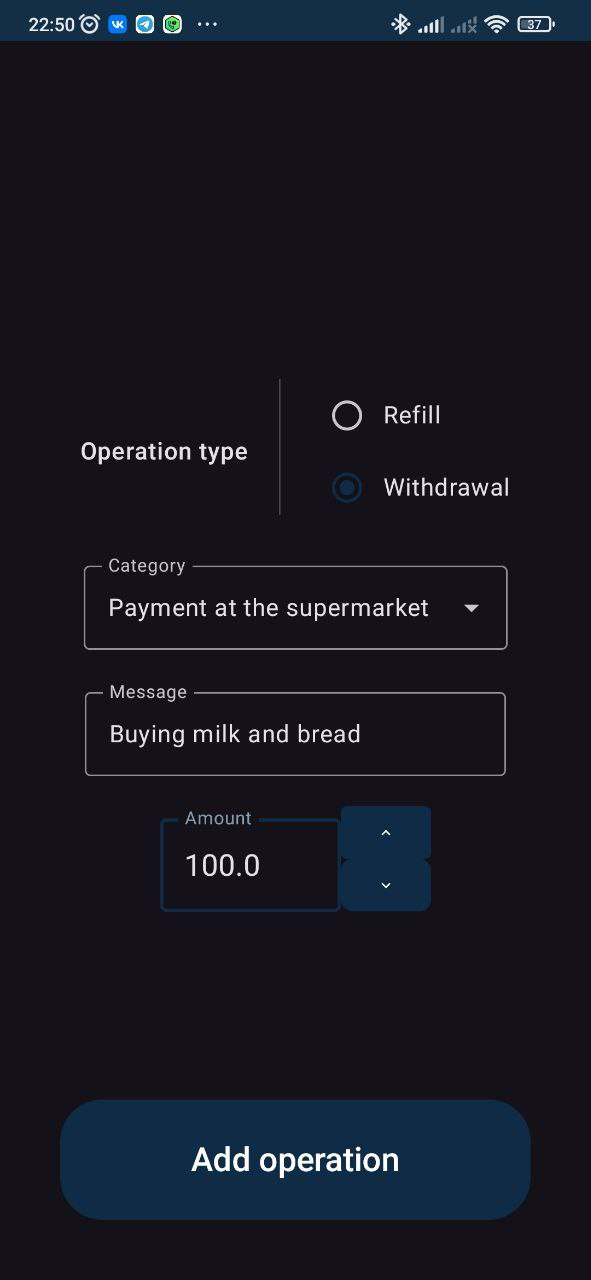 22:50
37
Refill
Operation type
Withdrawal
Category
Payment at the supermarket
Message
Buying milk and bread
Amount
100.0
Add operation